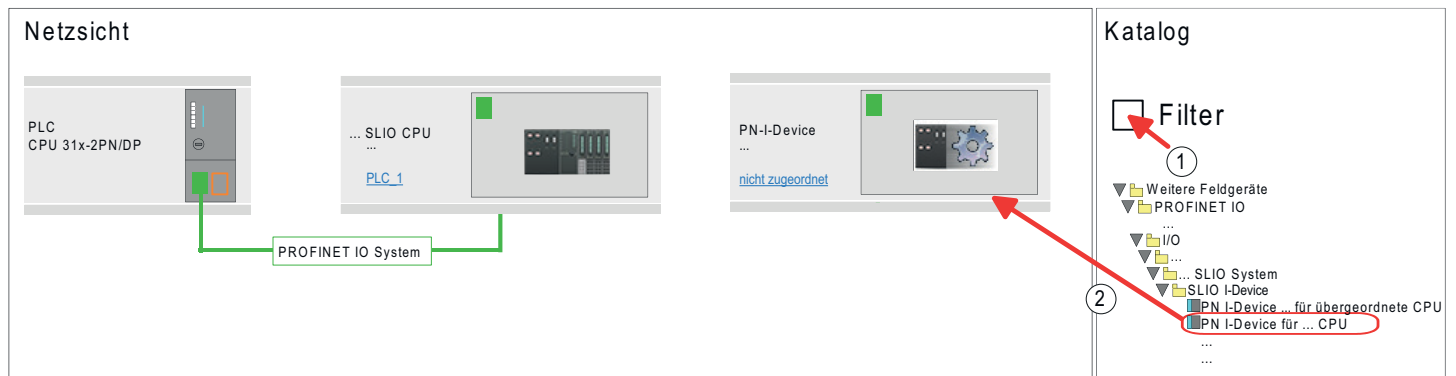 Netzsicht
PLC
CPU 31x-2PN/DP
... SLIO CPU
...
PLC_1
PN-I-Device
...
nicht zugeordnet
PROFINET IO System
Katalog
Filter
1
Weitere Feldgeräte
PROFINET IO
...
I/O
...
... SLIO System
SLIO I-Device
PN I-Device ... für übergeordnete CPU
2
PN I-Device für ... CPU
...
...